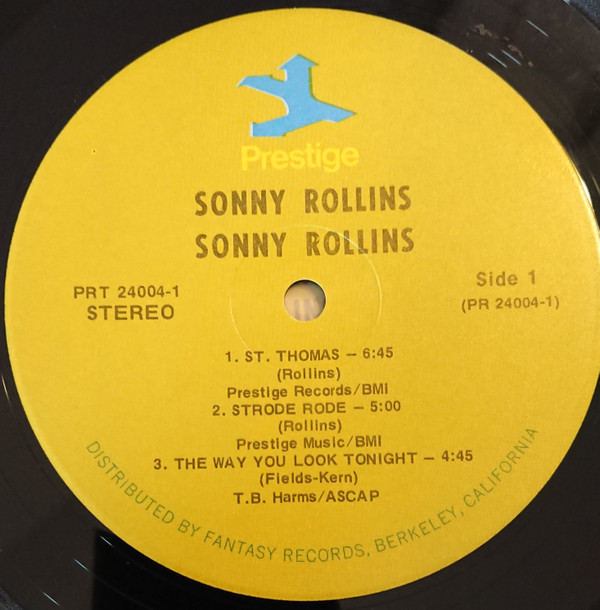 Prestige
SONNY ROLLINS
SONNY ROLLINS
PRT 24004-1
STEREO
Side 1
(PR 24004-1)
1. ST. THOMAS – 6:45
(Rollins)
Prestige Records/BMI
2. STRODE RODE – 5:00
(Rollins)
Prestige Music/BMI
3. THE WAY YOU LOOK TONIGHT – 4:45
(Fields-Kern)
T.B. Harms/ASCAP
DISTRIBUTED BY FANTASY RECORDS, BERKELEY, CALIFORNIA